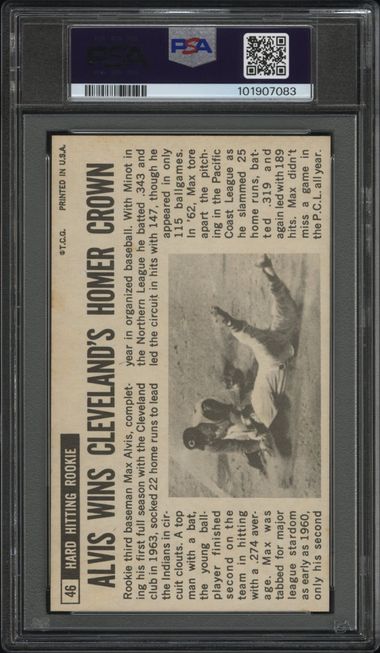 PSA
101907083
46 HARD HITTING ROOKIE
©T.C.G. PRINTED IN U.S.A.
ALVIS WINS CLEVELAND'S HOMER CROWN
Rookie third baseman Max Alvis, complet-
ing his first full season with the Cleveland
club in 1963, socked 22 home runs to lead
the Indians in cir-
cuit clouts. A top
man with a bat,
the young ball-
player finished
second on the
team in hitting
with a .274 aver-
age. Max was
tabbed for major
league stardom
as early as 1960,
only his second
year in organized baseball. With Minot in
the Northern League he batted .343 and
led the circuit in hits with 147, though he
appeared in only
115 ballgames.
In '62, Max tore
apart the pitch-
ing in the Pacific
Coast League as
he slammed 25
home runs, bat-
ted .319 and
again led with 189
hits. Max didn't
miss a game in
the P.C.L. all year.